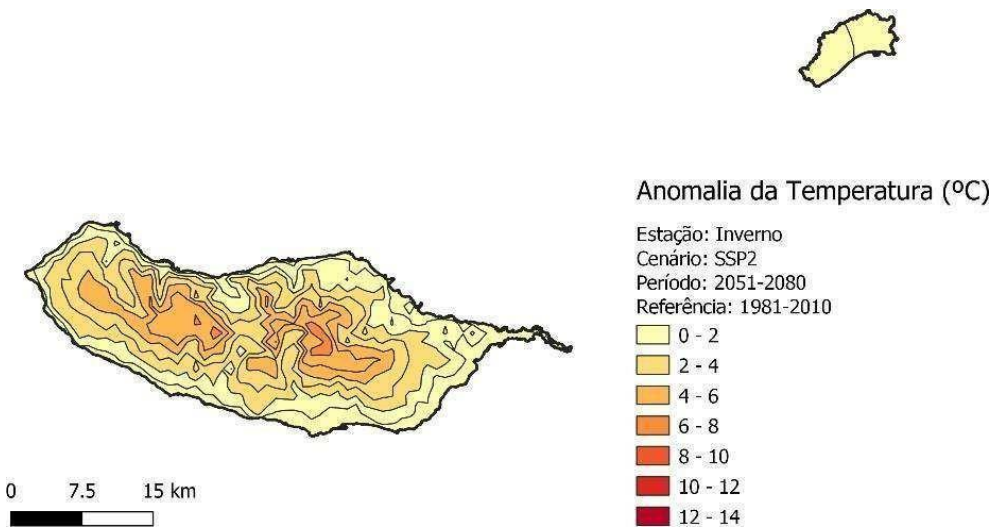 Anomalia da Temperatura (ºC)
Estação: Inverno
Cenário: SSP2
Período: 2051-2080
Referência: 1981-2010
0 - 2
2 - 4
4 - 6
6 - 8
8 - 10
10 - 12
12 - 14
0 7.5 15 km